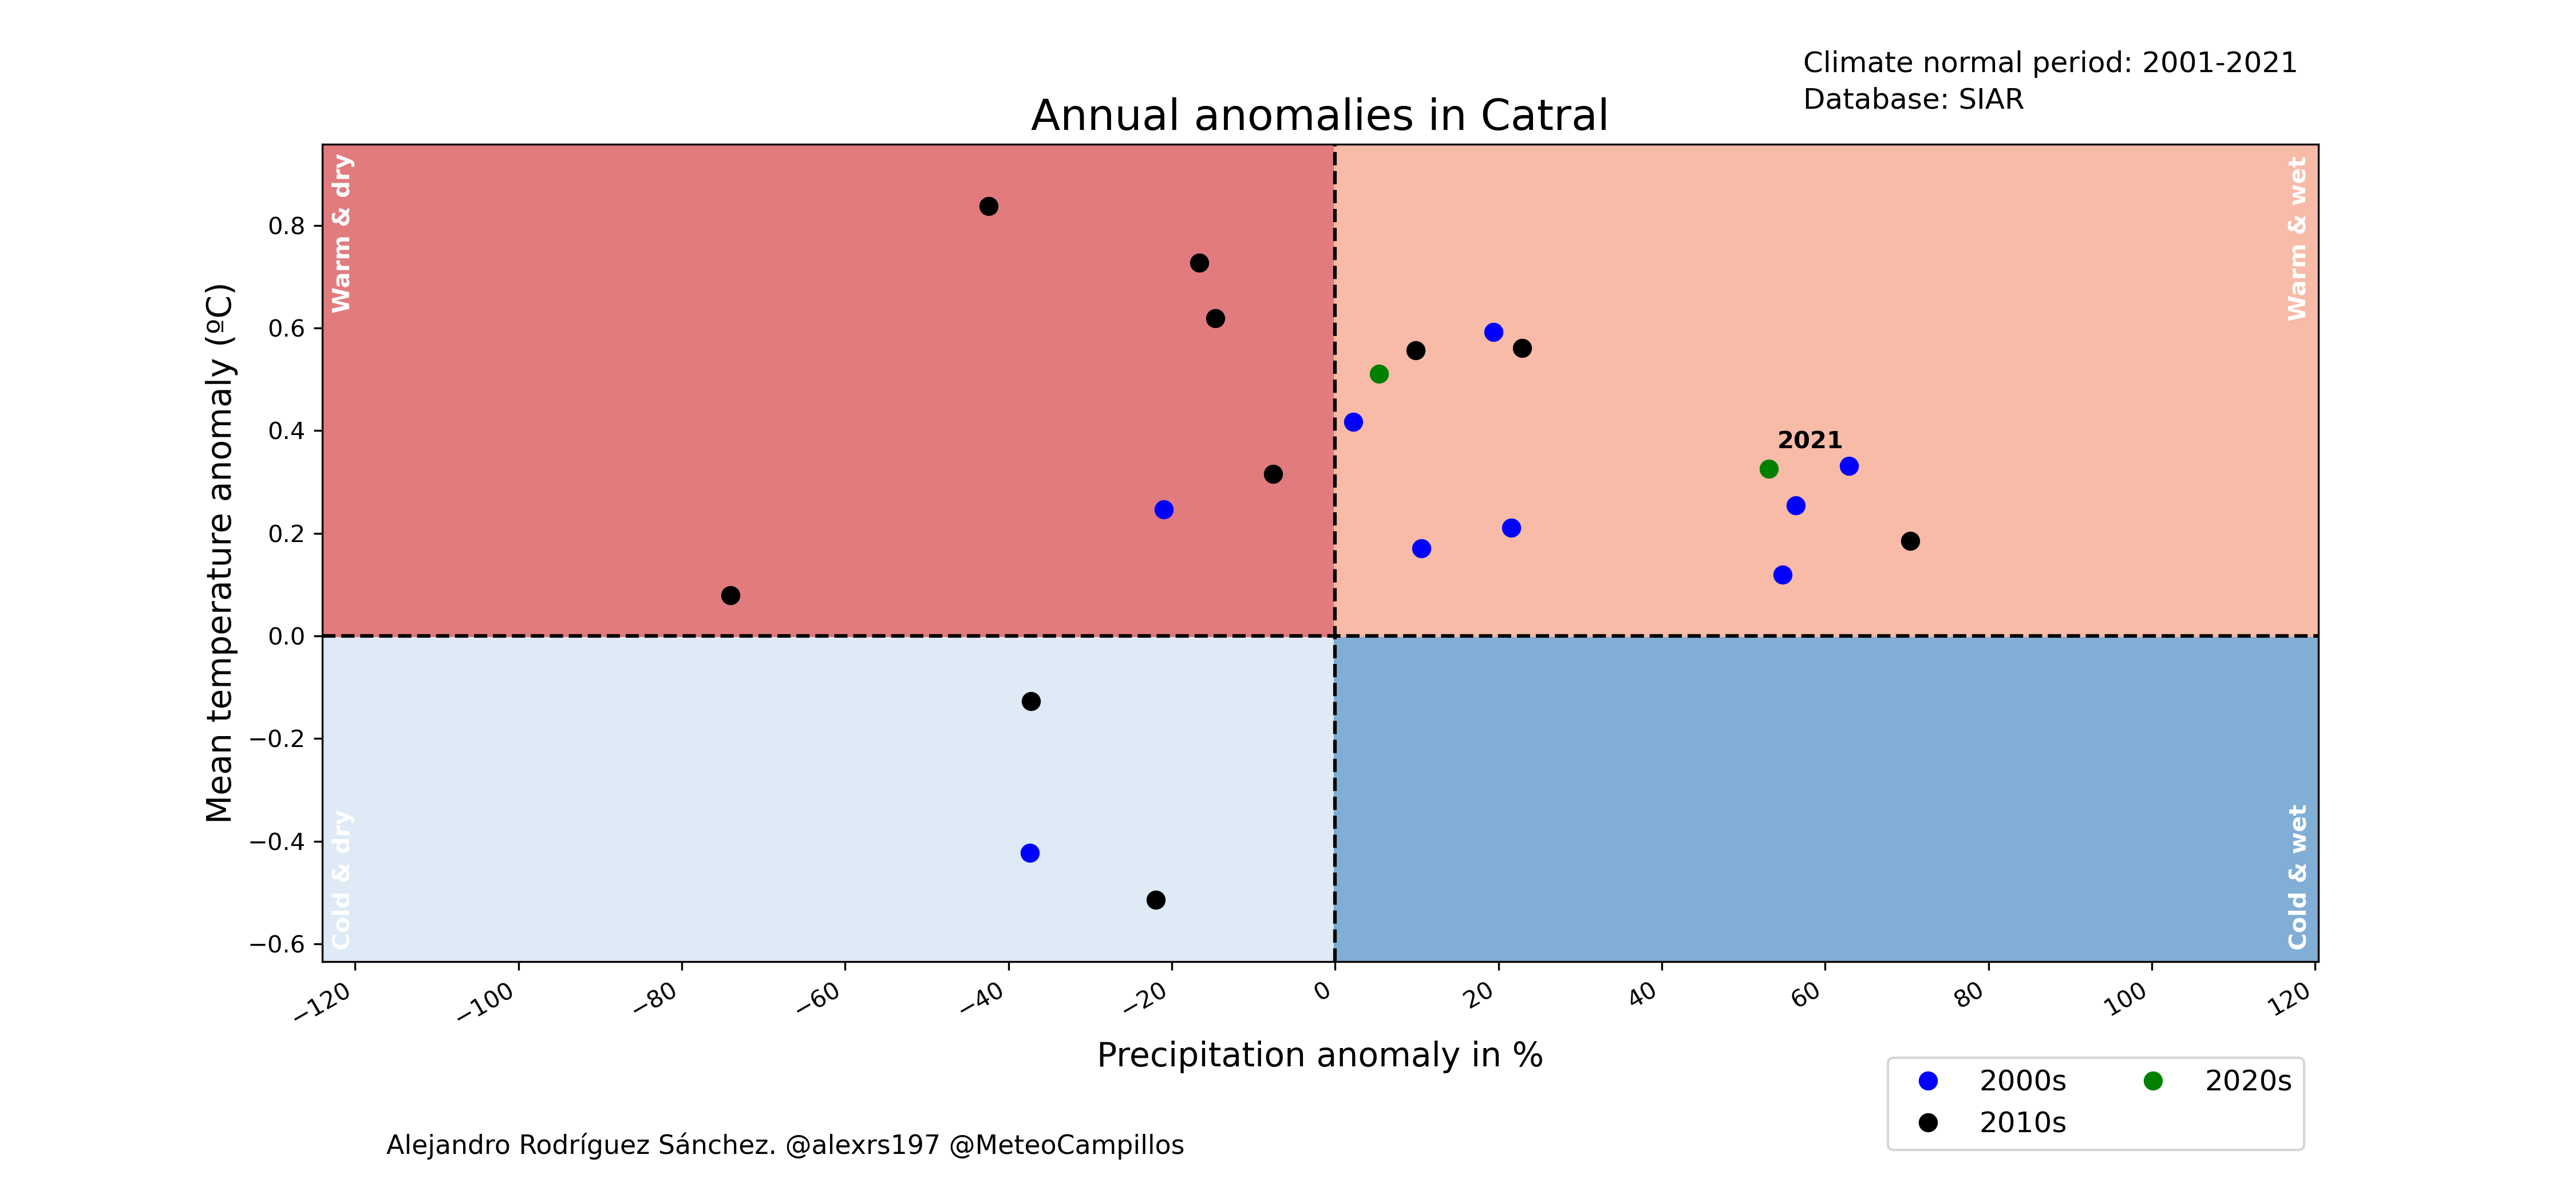 Climate normal period: 2001-2021
Database: SIAR
Annual anomalies in Catral
Warm & dry
Warm & wet
Cold & dry
Cold & wet
2021
Mean temperature anomaly (ºC)
0.8
0.6
0.4
0.2
0.0
−0.2
−0.4
−0.6
−120
−100
−80
−60
−40
−20
0
20
40
60
80
100
120
Precipitation anomaly in %
2000s
2010s
2020s
Alejandro Rodríguez Sánchez. @alexrs197 @MeteoCampillos